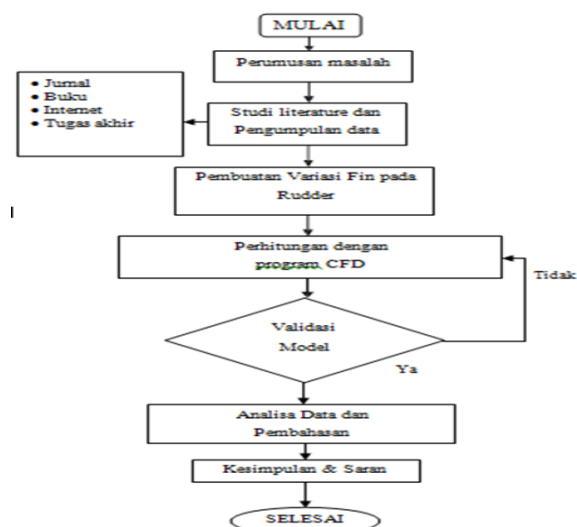 MULAI
Perumusan masalah
• Jurnal
• Buku
• Internet
• Tugas akhir
Studi literature dan
Pengumpulan data
Pembuatan Variasi Fin pada
Rudder
Perhitungan dengan
program CFD
Tidak
Validasi
Model
Ya
Analisa Data dan
Pembahasan
Kesimpulan & Saran
SELESAI